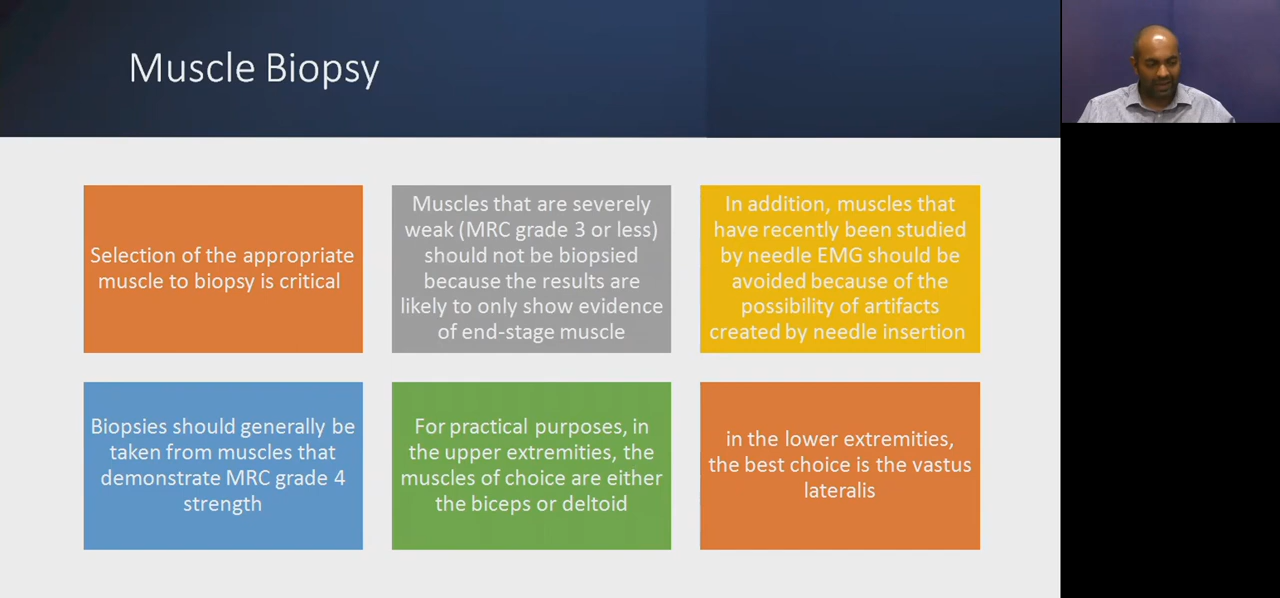 Muscle Biopsy
Selection of the appropriate
muscle to biopsy is critical
Muscles that are severely
weak (MRC grade 3 or less)
should not be biopsied
because the results are
likely to only show evidence
of end-stage muscle
In addition, muscles that
have recently been studied
by needle EMG should be
avoided because of the
possibility of artifacts
created by needle insertion
Biopsies should generally be
taken from muscles that
demonstrate MRC grade 4
strength
For practical purposes, in
the upper extremities, the
muscles of choice are either
the biceps or deltoid
in the lower extremities,
the best choice is the vastus
lateralis